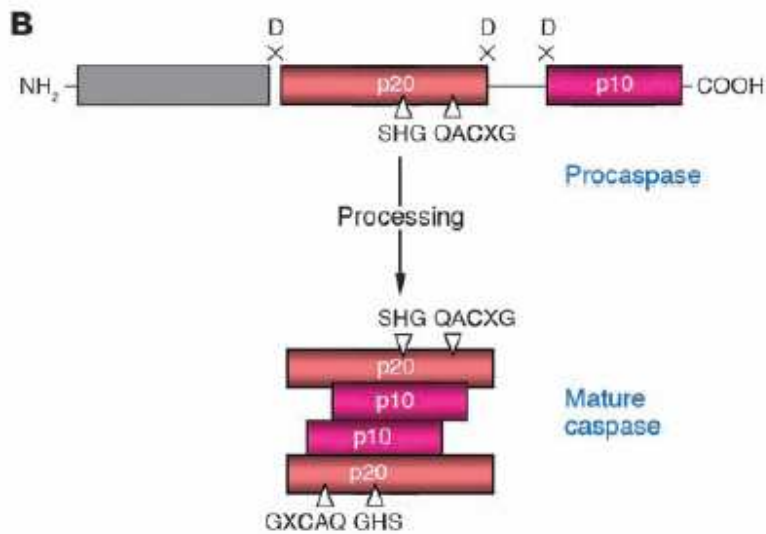 B
D D D
NH₂ p20 p10 COOH
SHG QACXG
Procaspase
Processing
SHG QACXG
p20
p10
Mature
caspase
p10
p20
GXCAQ GHS